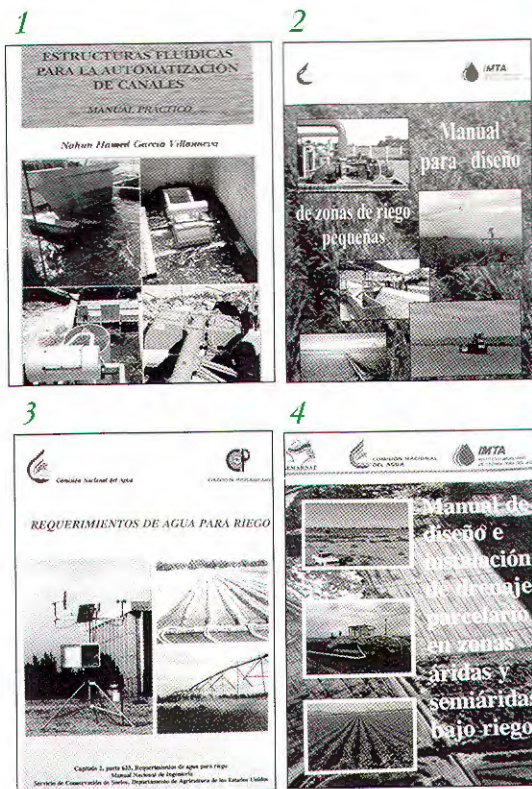 1
ESTRUCTURAS FLUÍDICAS
PARA LA AUTOMATIZACIÓN
DE CANALES
MANUAL PRÁCTICO
Nahun Hamed García Villanueva
2
IMTA
Manual
para diseño
de zonas de riego
pequeñas
3
Comisión Nacional del Agua
CP
REQUERIMIENTOS DE AGUA PARA RIEGO
Capítulo 2, parte 623, Requerimientos de agua para riego
Manual Nacional de Ingeniería
Servicio de Conservación de Suelos, Departamento de Agricultura de los Estados Unidos
4
COMISIÓN NACIONAL
DEL AGUA
IMTA
Manual de
diseño e
instalación
de drenaje
parcelario
en zonas
áridas y
semiáridas
bajo riego